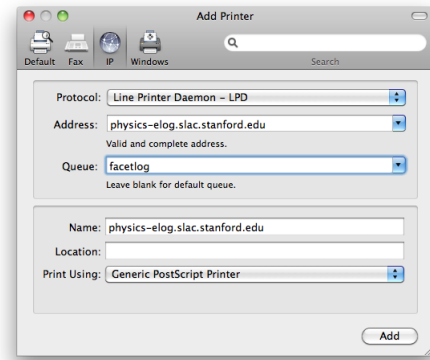 Add Printer
Default Fax IP Windows Search
Protocol: Line Printer Daemon – LPD
Address: physics-elog.slac.stanford.edu
Valid and complete address.
Queue: facetlog
Leave blank for default queue.
Name: physics-elog.slac.stanford.edu
Location:
Print Using: Generic PostScript Printer
Add